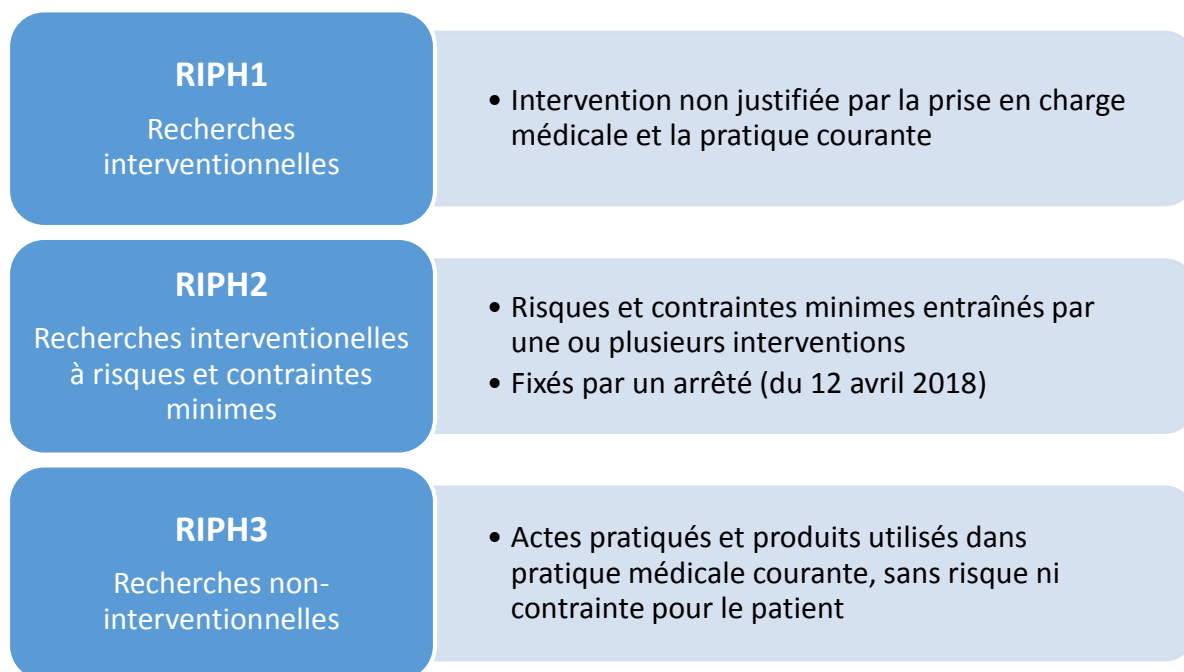 RIPH1
Recherches
interventionnelles
• Intervention non justifiée par la prise en charge
médicale et la pratique courante
RIPH2
Recherches interventionelles
à risques et contraintes
minimes
• Risques et contraintes minimes entraînés par
une ou plusieurs interventions
• Fixés par un arrêté (du 12 avril 2018)
RIPH3
Recherches non-
interventionnelles
• Actes pratiqués et produits utilisés dans
pratique médicale courante, sans risque ni
contrainte pour le patient